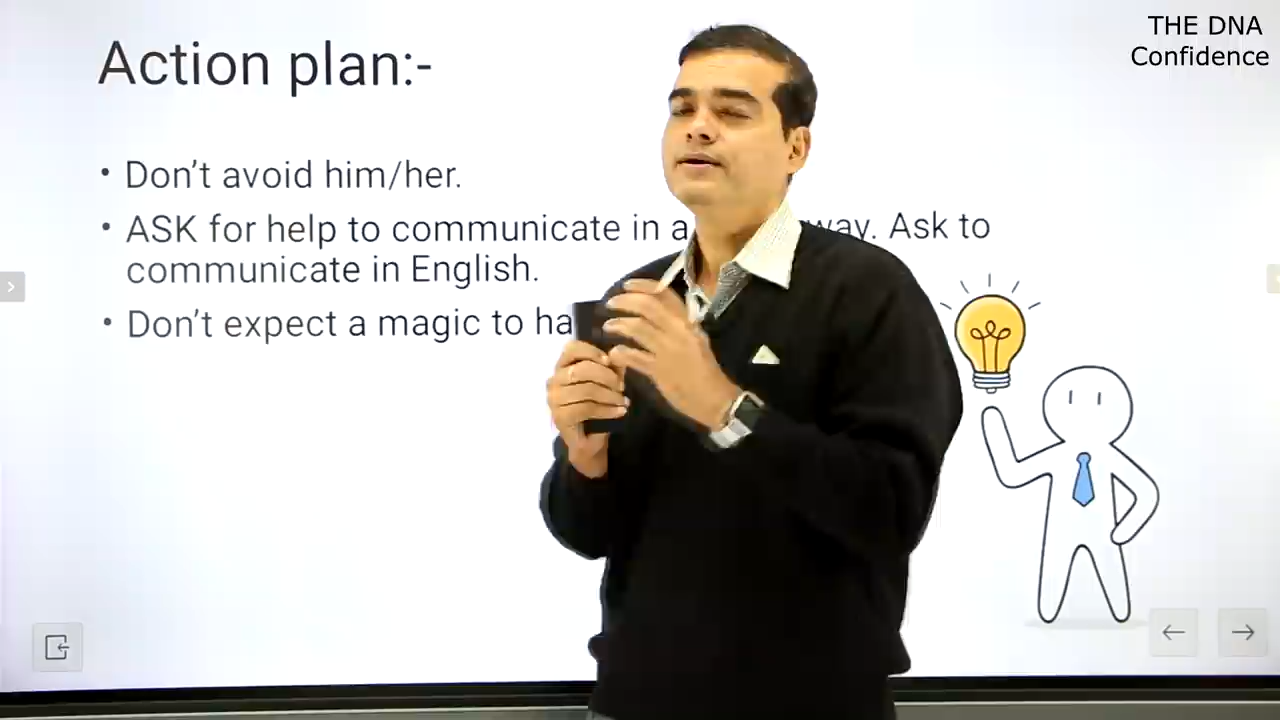 THE DNA
Confidence
Action plan:-
• Don't avoid him/her.
• ASK for help to communicate in a way. Ask to
communicate in English.
• Don't expect a magic to